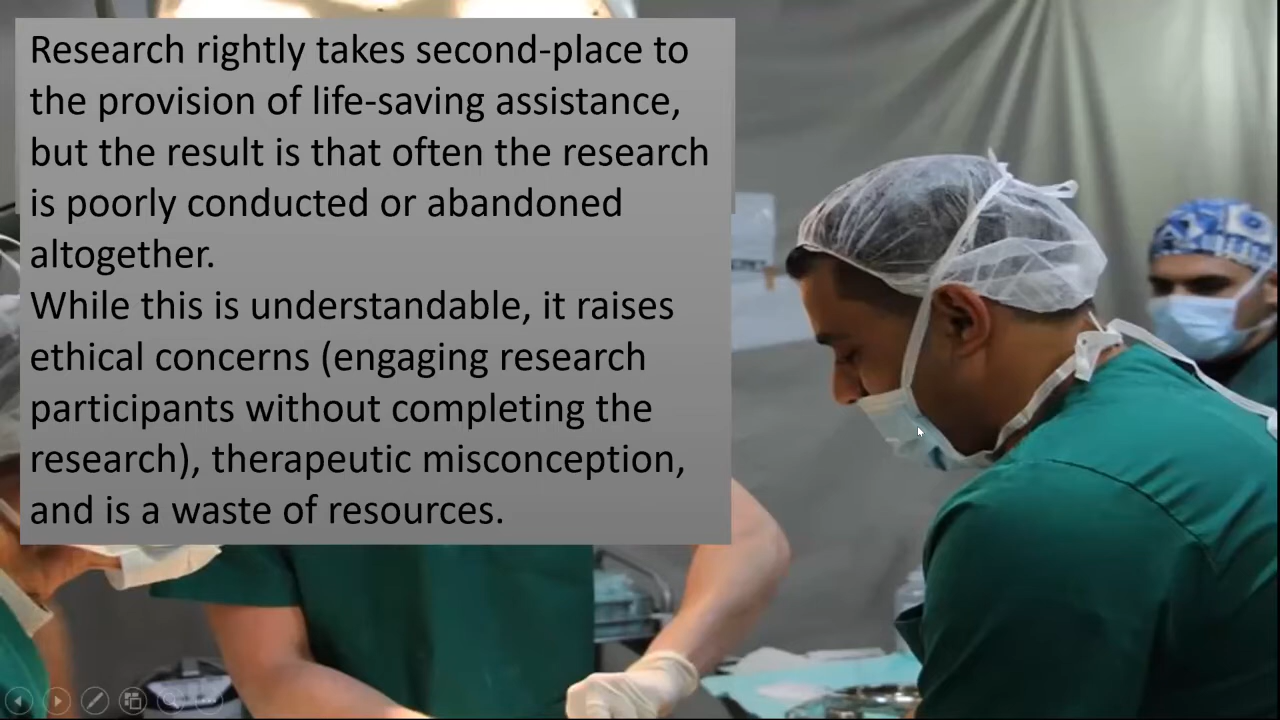 Research rightly takes second-place to
the provision of life-saving assistance,
but the result is that often the research
is poorly conducted or abandoned
altogether.
While this is understandable, it raises
ethical concerns (engaging research
participants without completing the
research), therapeutic misconception,
and is a waste of resources.